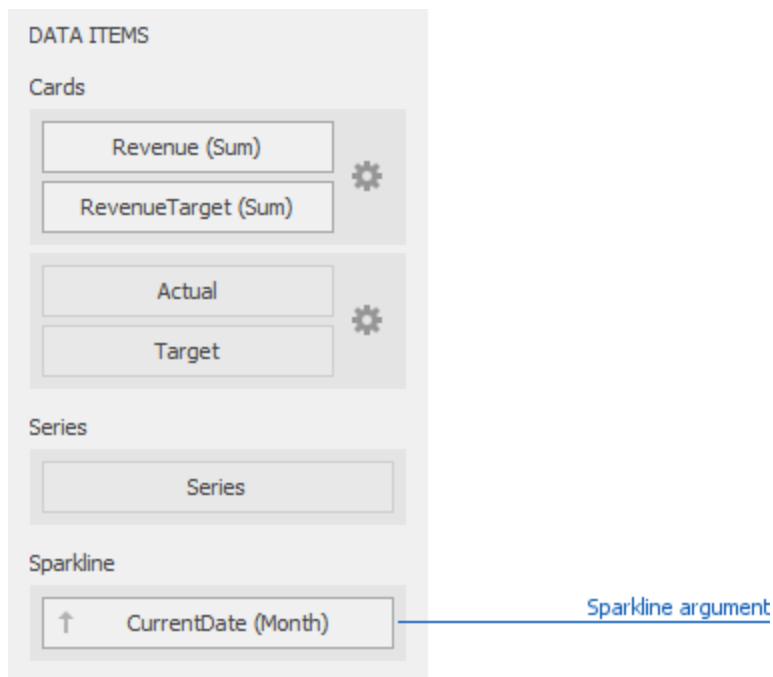 DATA ITEMS
Cards
Revenue (Sum)
RevenueTarget (Sum)
Actual
Target
Series
Series
Sparkline
CurrentDate (Month)
Sparkline argument